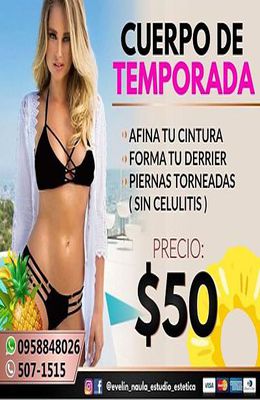 CUERPO DE
TEMPORADA
AFINA TU CINTURA
FORMA TU DERRIER
PIERNAS TORNEADAS
( SIN CELULITIS )
PRECIO:
$50
0958848026
507-1515
@evelin_naula_estudio_estetica
VISA